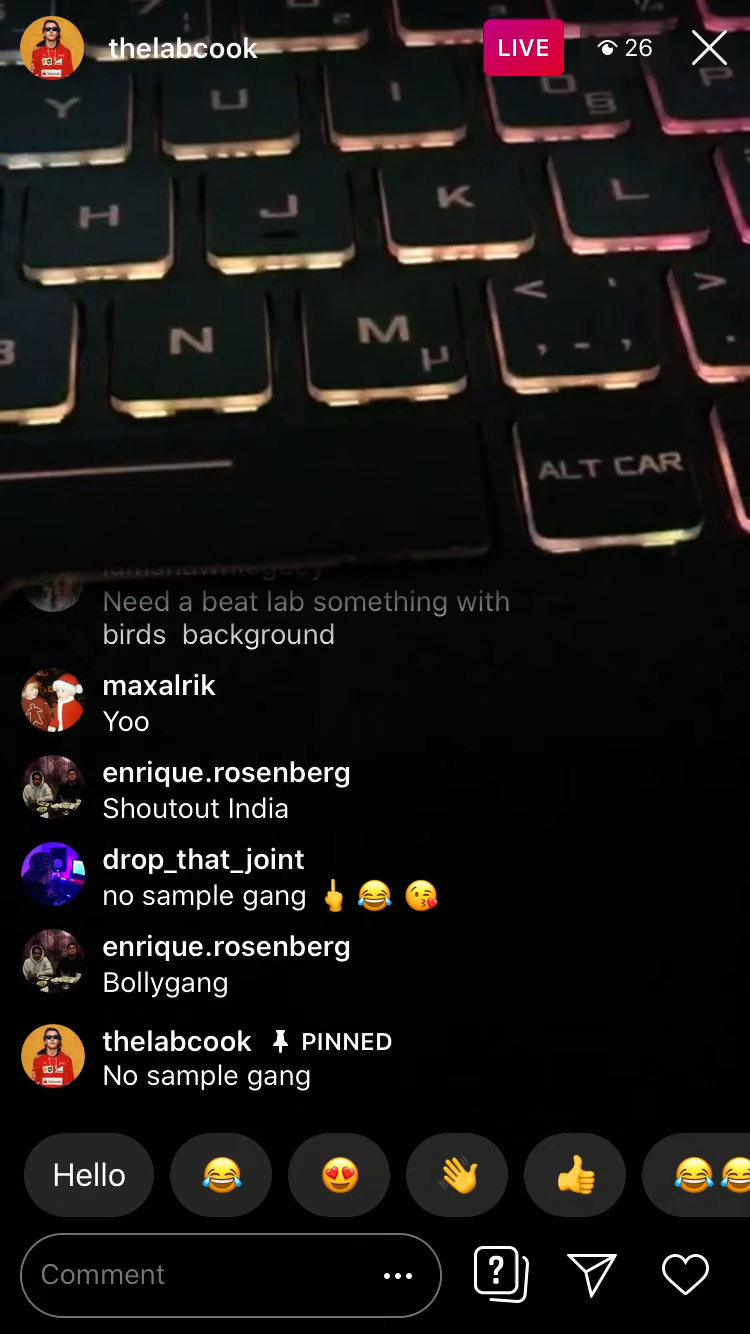 thelabcook LIVE 26
Y U I O § P
H J K L
N M µ < ' , - , > .
ALT CAR
Need a beat lab something with
birds background
maxalrik
Yoo
enrique.rosenberg
Shoutout India
drop_that_joint
no sample gang 🖕 😂 😘
enrique.rosenberg
Bollygang
thelabcook PINNED
No sample gang
Hello 😂 😍 👋 👍 😂😂
Comment ...
?